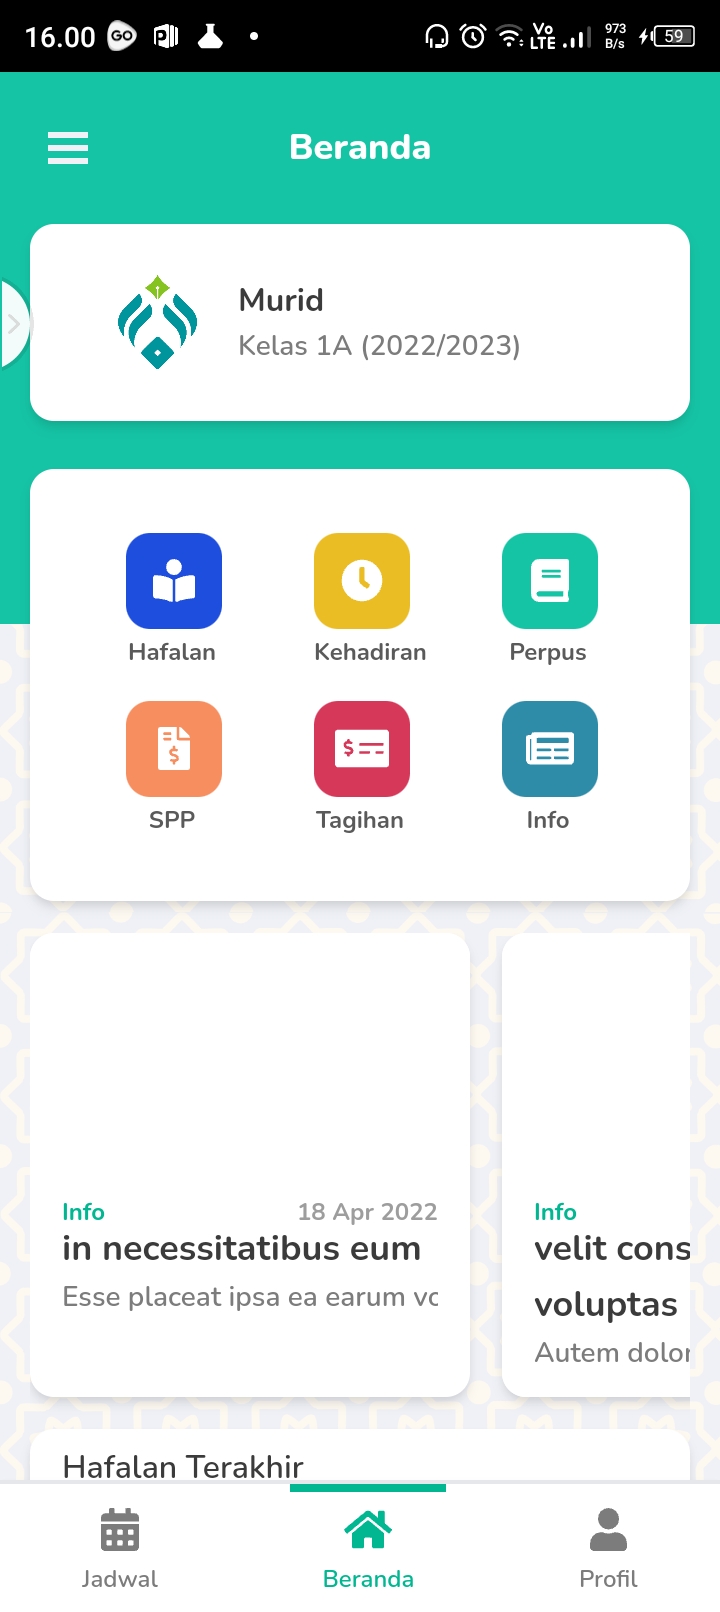 16.00 GO Vo LTE 973 B/s 59
Beranda
Murid
Kelas 1A (2022/2023)
Hafalan Kehadiran Perpus
SPP Tagihan Info
Info 18 Apr 2022
in necessitatibus eum
Esse placeat ipsa ea earum
Info
velit cons
voluptas
Autem dolor
Hafalan Terakhir
Jadwal Beranda Profil